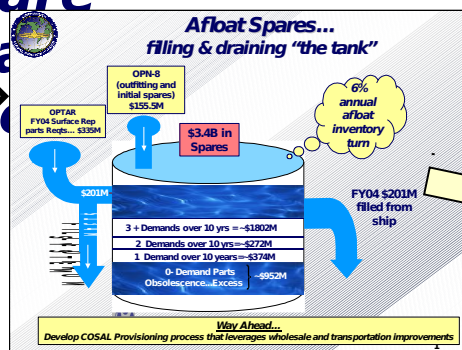 Afloat Spares...
filling & draining “the tank”
OPN-8
(outfitting and
initial spares)
$155.5M
6%
annual
afloat
inventory
turn
OPTAR
FY04 Surface Rep
parts Reqts... $335M
$3.4B in
Spares
$201M
FY04 $201M
filled from
ship
3 + Demands over 10 yrs = ~$1802M
2 Demands over 10 yrs=~$272M
1 Demand over 10 years=~$374M
0- Demand Parts
Obsolescence...Excess
~$952M
Way Ahead...
Develop COSAL Provisioning process that leverages wholesale and transportation improvements